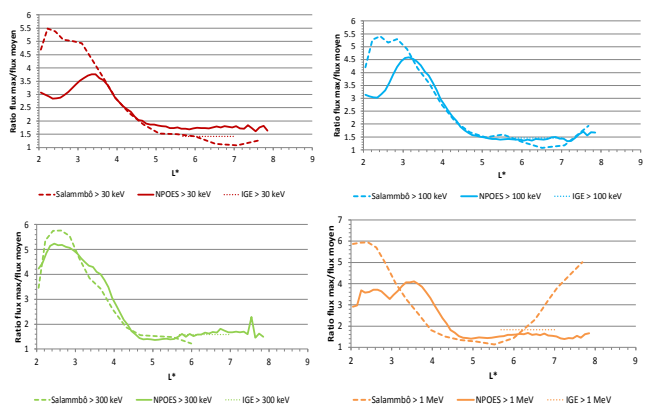 Ratio flux max/flux moyen
5.5
5
4.5
4
3.5
3
2.5
2
1.5
1
2 3 4 5 6 7 8 9
L*
Salammbô > 30 keV NPOES > 30 keV IGE > 30 keV
Ratio flux max/flux moyen
5.5
5
4.5
4
3.5
3
2.5
2
1.5
1
2 3 4 5 6 7 8 9
L*
Salammbô > 100 keV NPOES > 100 keV IGE > 100 keV
Ratio flux max/flux moyen
6
5
4
3
2
1
2 3 4 5 6 7 8 9
L*
Salammbô > 300 keV NPOES > 300 keV IGE > 300 keV
Ratio flux max/flux moyen
7
6
5
4
3
2
1
2 3 4 5 6 7 8 9
L*
Salammbô > 1 MeV NPOES > 1 MeV IGE > 1 MeV